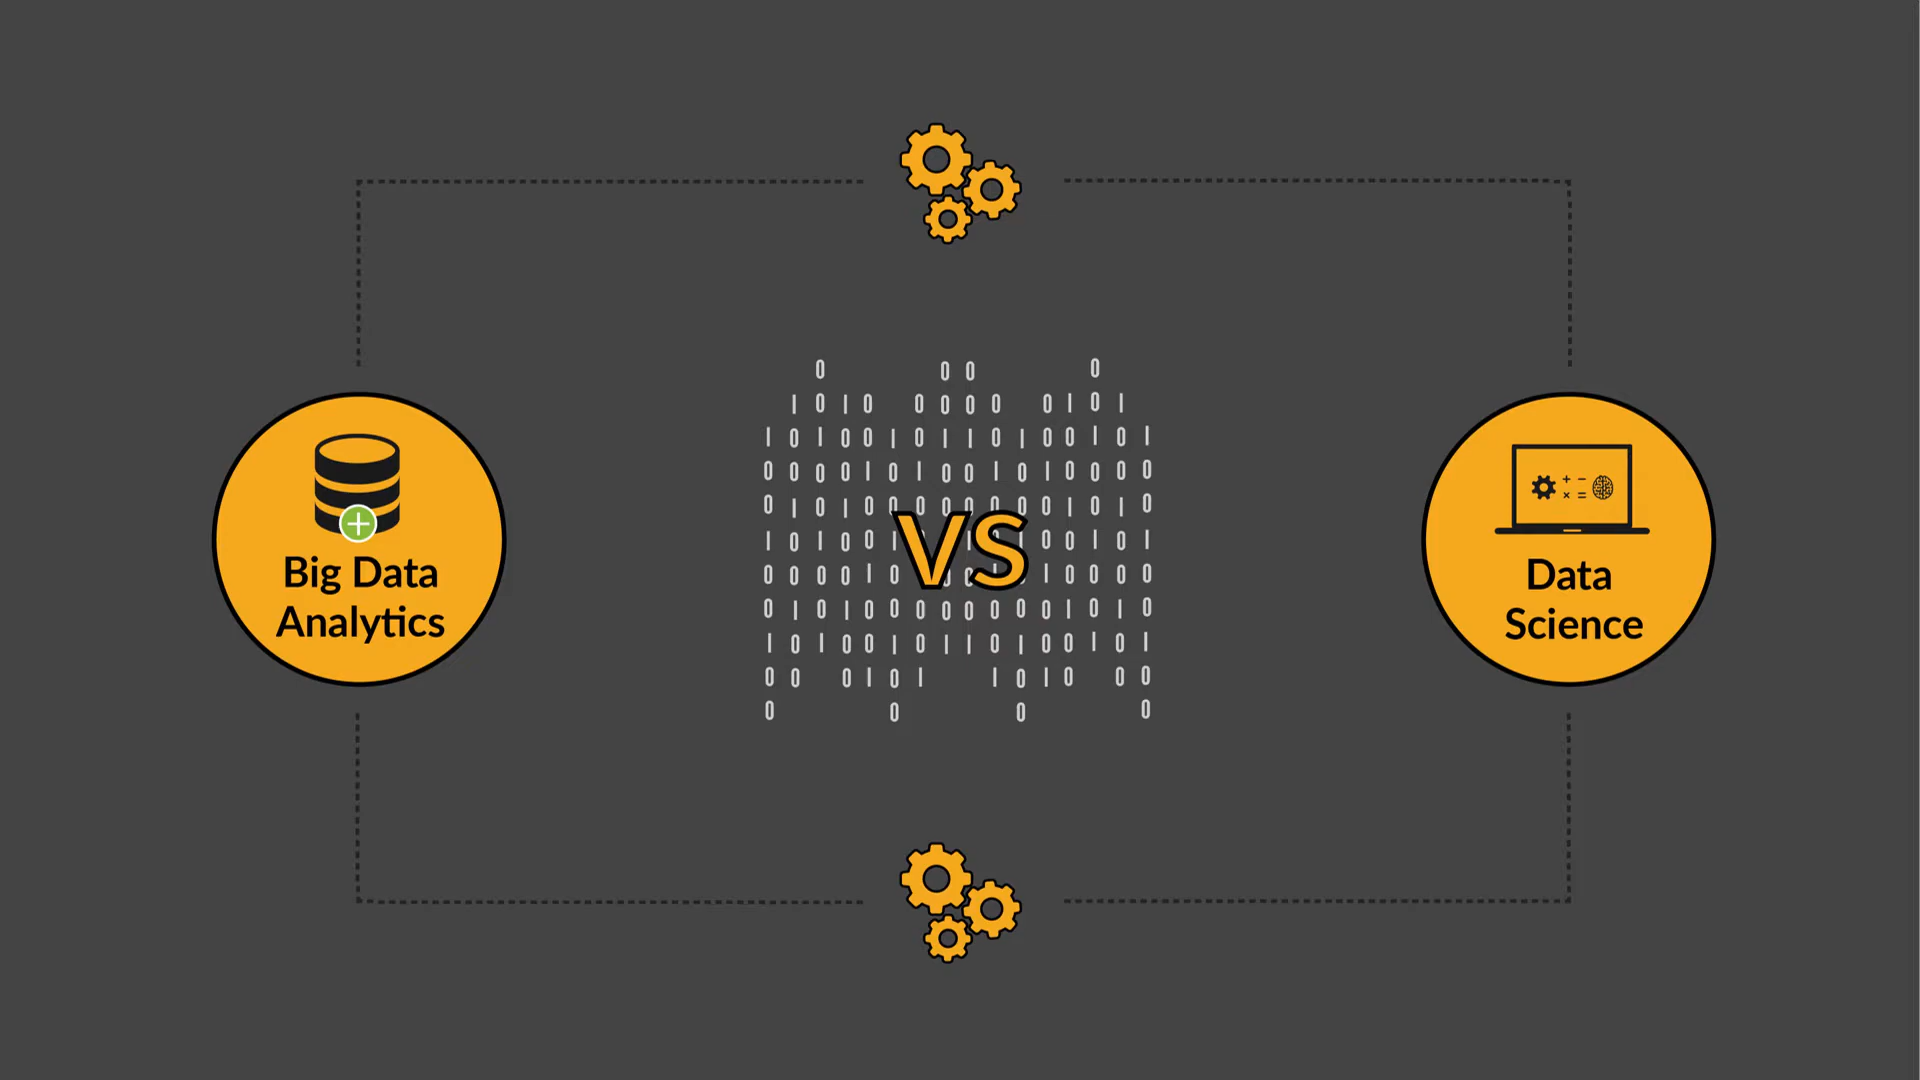 Big Data
Analytics
VS
Data
Science